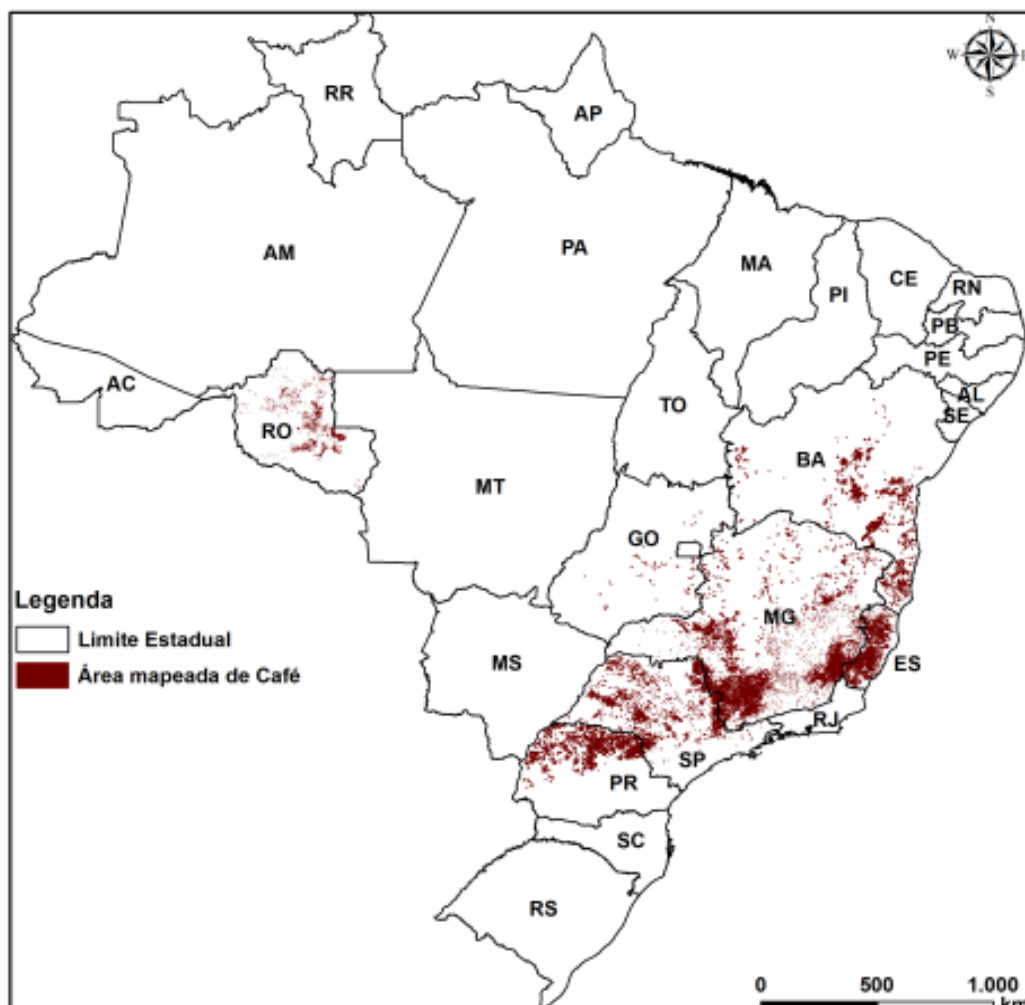 N
W E
S
RR
AP
AM
PA
MA
CE
RN
PI
PB
PE
AC
TO
AL
SE
RO
BA
MT
GO
Legenda
Limite Estadual
MG
MS
ES
Área mapeada de Café
RJ
SP
PR
SC
RS
0 500 1.000
km